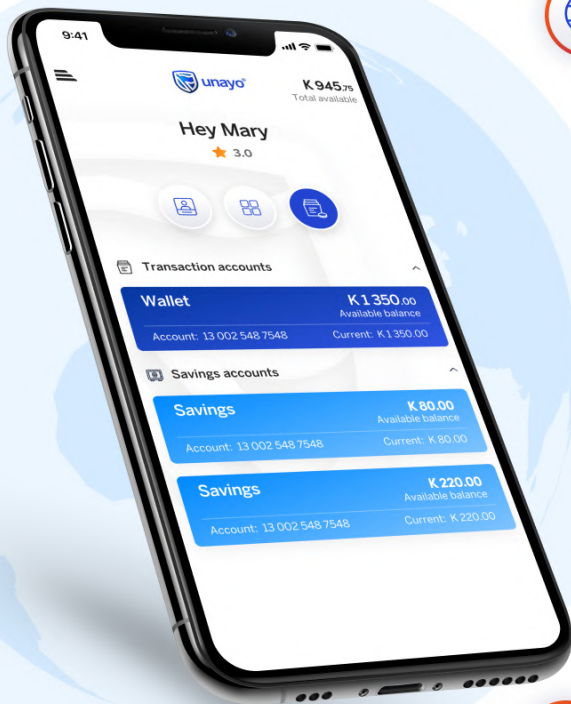 9:41
unayo®
K 945.75
Total available
Hey Mary
3.0
Transaction accounts
Wallet
K 1 350.00
Available balance
Account: 13 002 548 7548
Current: K 1 350.00
Savings accounts
Savings
K 80.00
Available balance
Account: 13 002 548 7548
Current: K 80.00
Savings
K 220.00
Available balance
Account: 13 002 548 7548
Current: K 220.00